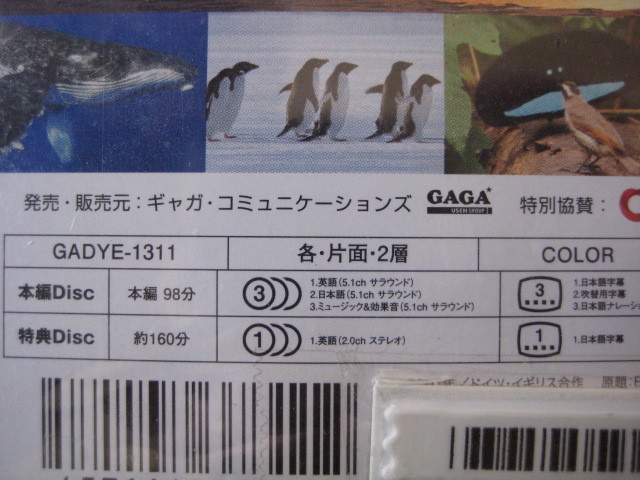 発売・販売元：ギャガ・コミュニケーションズ GAGA USEN GROUP 特別協賛：
GADYE-1311 各・片面・2層 COLOR
本編Disc 本編 98分 3 1.英語(5.1ch サラウンド)
2.日本語(5.1ch サラウンド)
3.ミュージック&効果音(5.1ch サラウンド)
3 1.日本語字幕
2.吹替用字幕
3.日本語ナレーシ
特典Disc 約160分 1 1.英語(2.0ch ステレオ) 1 1.日本語字幕
/ドイツ・イギリス合作 原題:E